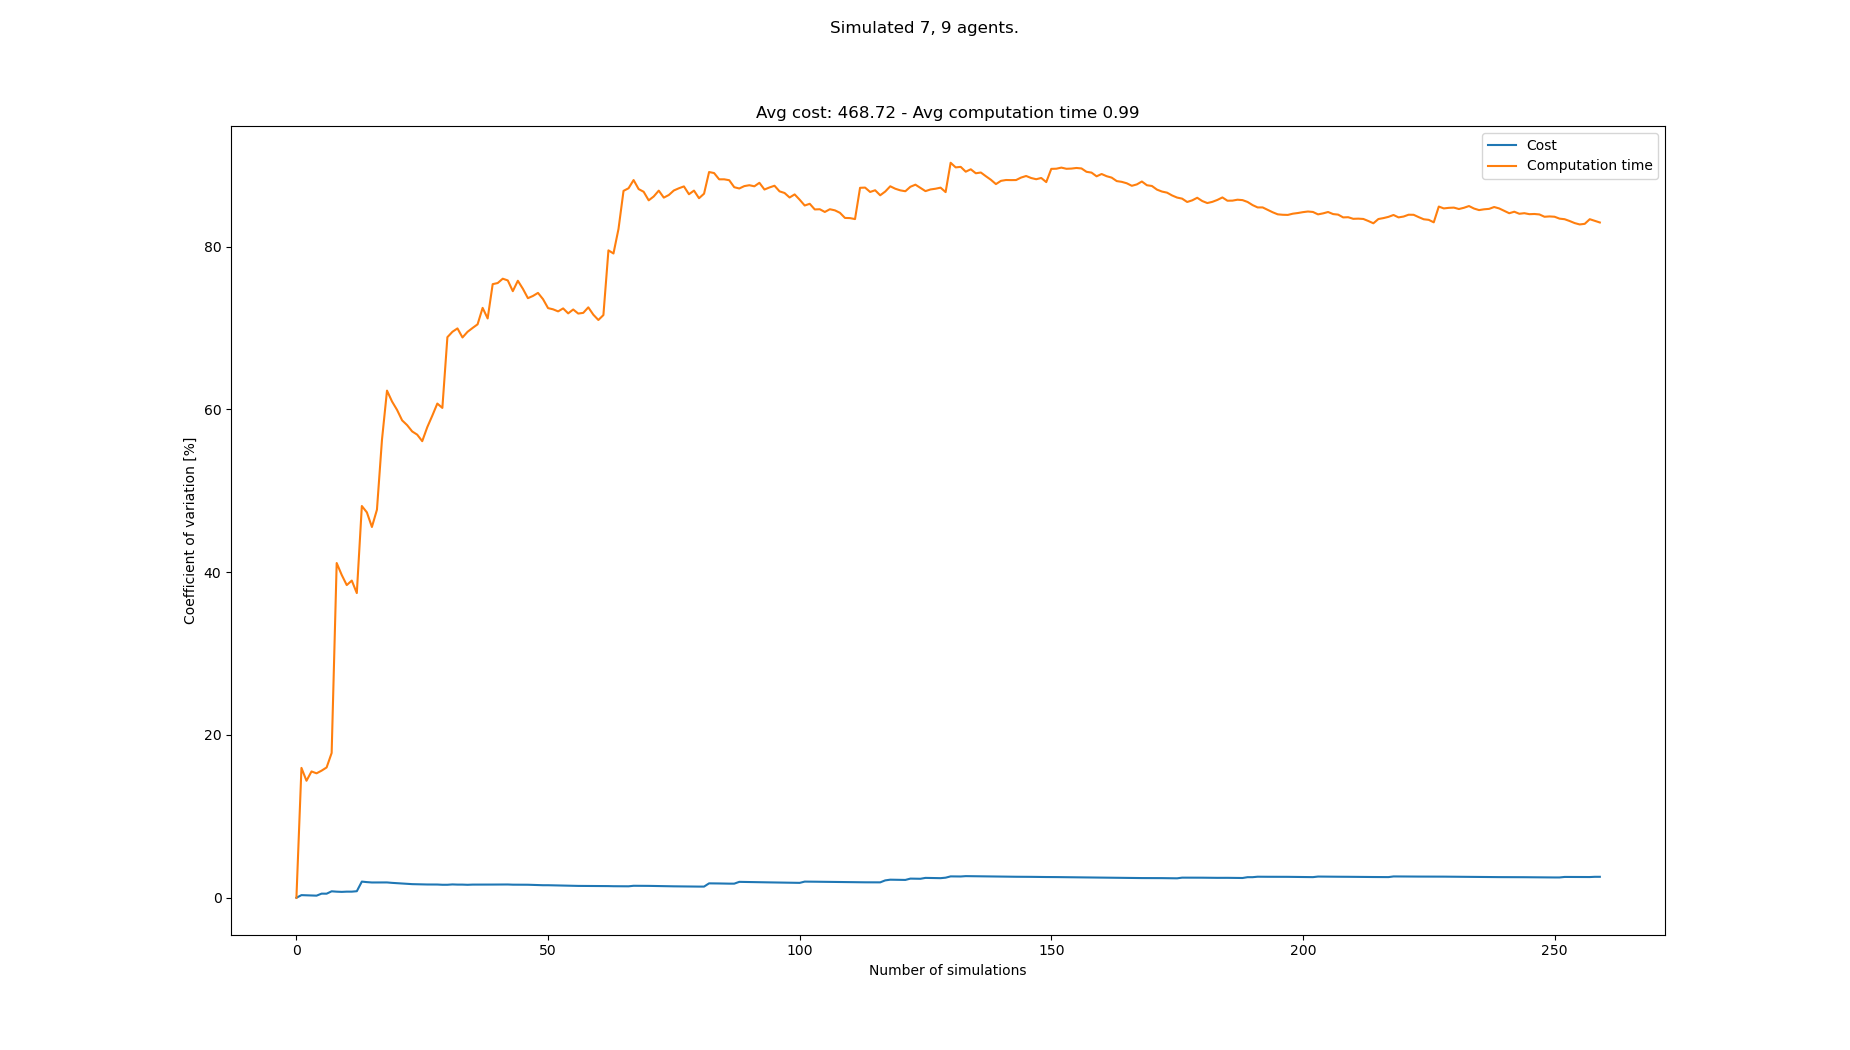 Simulated 7, 9 agents.
Avg cost: 468.72 - Avg computation time 0.99
Cost
Computation time
Coefficient of variation [%]
80
60
40
20
0
0 50 100 150 200 250
Number of simulations